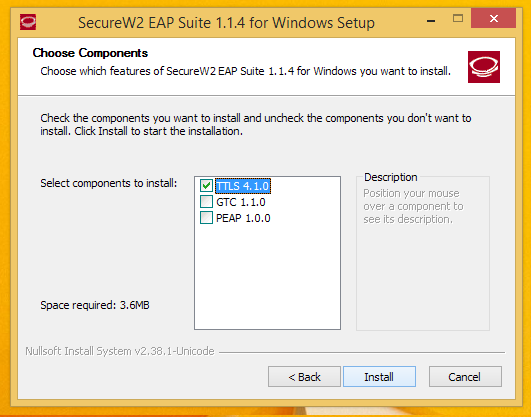 SecureW2 EAP Suite 1.1.4 for Windows Setup
Choose Components
Choose which features of SecureW2 EAP Suite 1.1.4 for Windows you want to install.
Check the components you want to install and uncheck the components you don't want to
install. Click Install to start the installation.
Select components to install:
TTLS 4.1.0
GTC 1.1.0
PEAP 1.0.0
Description
Position your mouse
over a component to
see its description.
Space required: 3.6MB
Nullsoft Install System v2.38.1-Unicode
< Back
Install
Cancel